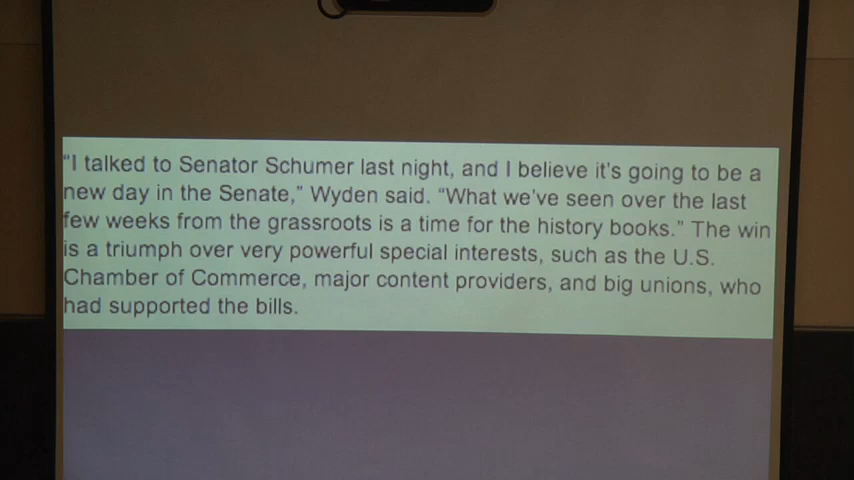 “I talked to Senator Schumer last night, and I believe it's going to be a
new day in the Senate,” Wyden said. “What we've seen over the last
few weeks from the grassroots is a time for the history books.” The win
is a triumph over very powerful special interests, such as the U.S.
Chamber of Commerce, major content providers, and big unions, who
had supported the bills.